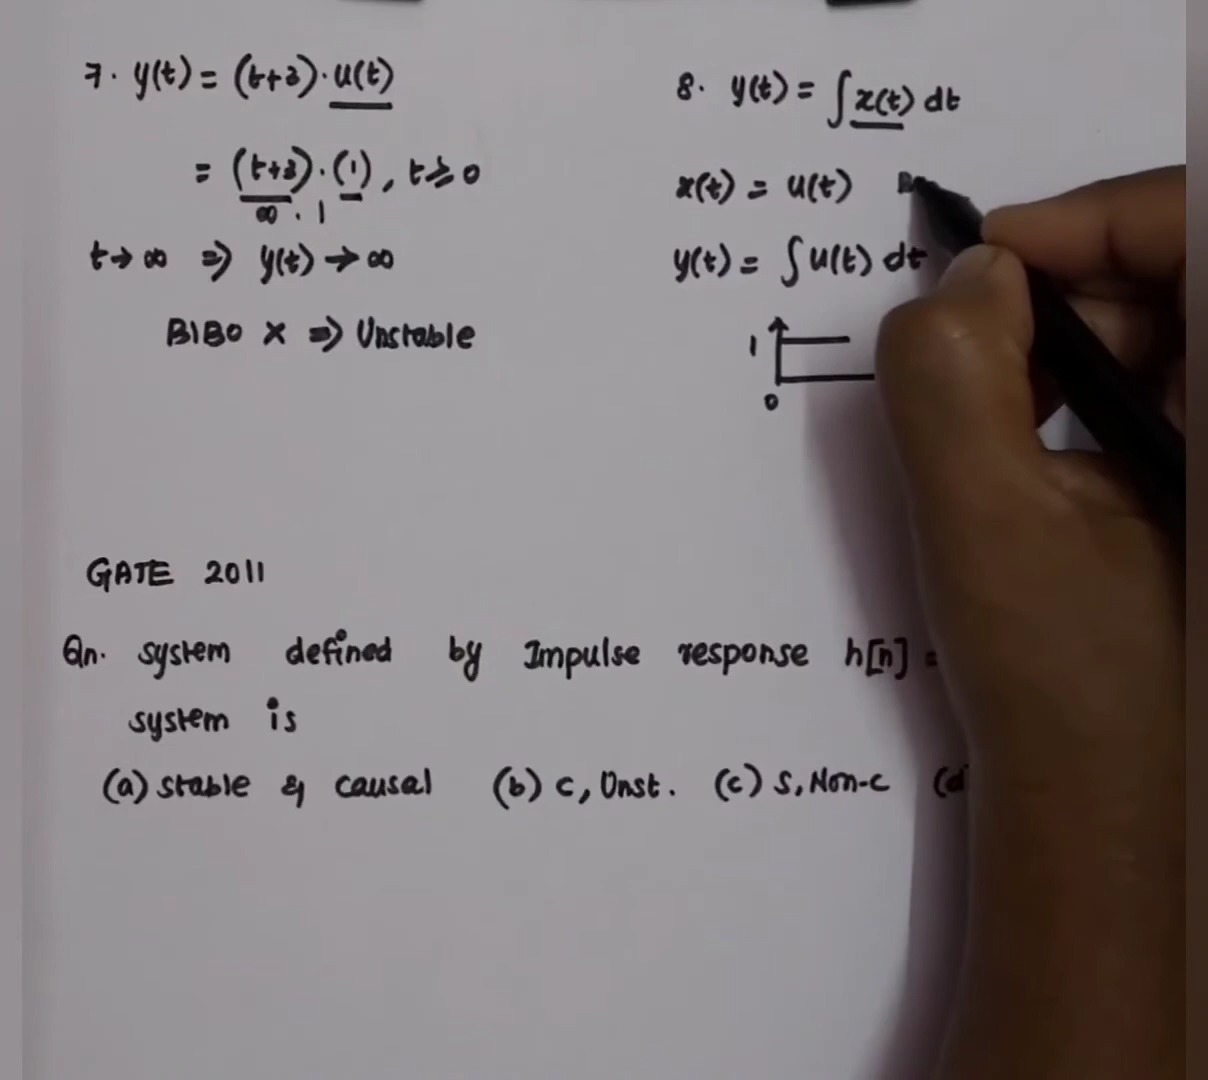 7. y(t) = (t+3)·u(t)
= (t+3)·(1), t≥0
∞ . 1
t→∞ ⇒ y(t)→∞
BIBO × ⇒ Unstable
8. y(t) = ∫x(t) dt
x(t) = u(t)
y(t) = ∫u(t) dt
1
0
GATE 2011
Qn. system defined by Impulse response h[n] =
system is
(a) stable & causal (b) C, Unst. (c) S, Non-C (d